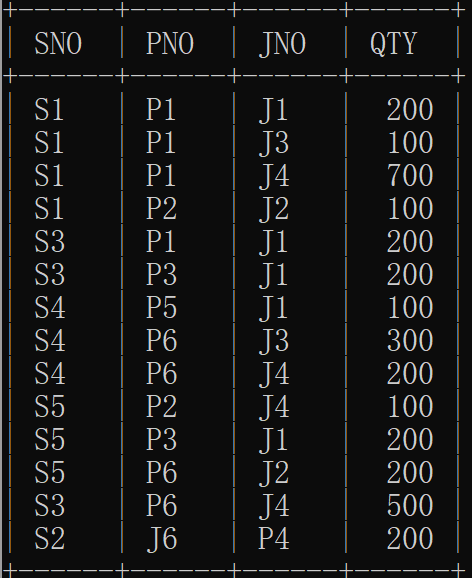 SNO PNO JNO QTY
S1 P1 J1 200
S1 P1 J3 100
S1 P1 J4 700
S1 P2 J2 100
S3 P1 J1 200
S3 P3 J1 200
S4 P5 J1 100
S4 P6 J3 300
S4 P6 J4 200
S5 P2 J4 100
S5 P3 J1 200
S5 P6 J2 200
S3 P6 J4 500
S2 J6 P4 200